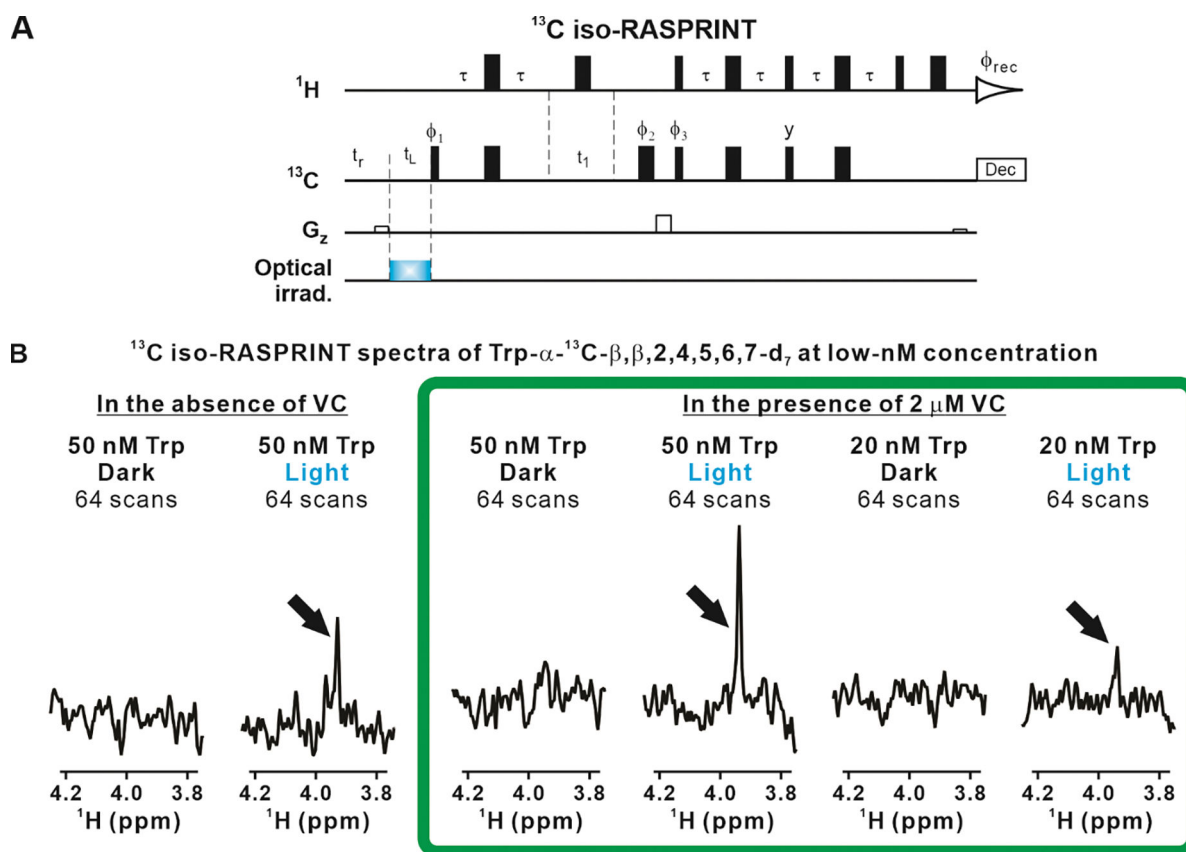 A
¹³C iso-RASPRINT
¹H τ τ τ τ τ τ ϕrec
¹³C tr tL ϕ1 t1 ϕ2 ϕ3 y Dec
Gz
Optical
irrad.
B ¹³C iso-RASPRINT spectra of Trp-α-¹³C-β,β,2,4,5,6,7-d₇ at low-nM concentration
In the absence of VC
50 nM Trp 50 nM Trp
Dark Light
64 scans 64 scans
In the presence of 2 μM VC
50 nM Trp 50 nM Trp 20 nM Trp 20 nM Trp
Dark Light Dark Light
64 scans 64 scans 64 scans 64 scans
4.2 4.0 3.8 4.2 4.0 3.8 4.2 4.0 3.8 4.2 4.0 3.8 4.2 4.0 3.8 4.2 4.0 3.8
¹H (ppm) ¹H (ppm) ¹H (ppm) ¹H (ppm) ¹H (ppm) ¹H (ppm)